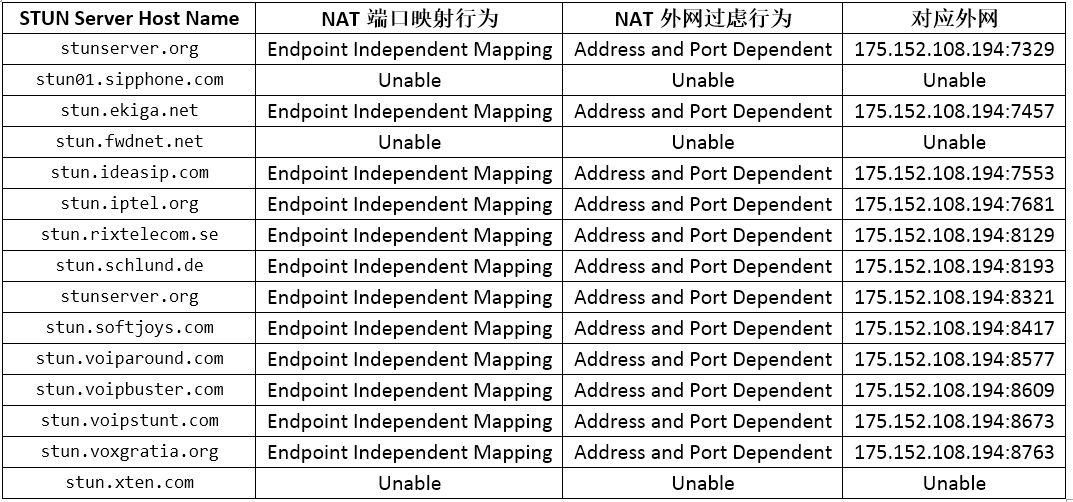 STUN Server Host Name NAT 端口映射行为 NAT 外网过虑行为 对应外网
stunserver.org Endpoint Independent Mapping Address and Port Dependent 175.152.108.194:7329
stun01.sipphone.com Unable Unable Unable
stun.ekiga.net Endpoint Independent Mapping Address and Port Dependent 175.152.108.194:7457
stun.fwdnet.net Unable Unable Unable
stun.ideasip.com Endpoint Independent Mapping Address and Port Dependent 175.152.108.194:7553
stun.iptel.org Endpoint Independent Mapping Address and Port Dependent 175.152.108.194:7681
stun.rixtelecom.se Endpoint Independent Mapping Address and Port Dependent 175.152.108.194:8129
stun.schlund.de Endpoint Independent Mapping Address and Port Dependent 175.152.108.194:8193
stunserver.org Endpoint Independent Mapping Address and Port Dependent 175.152.108.194:8321
stun.softjoys.com Endpoint Independent Mapping Address and Port Dependent 175.152.108.194:8417
stun.voiparound.com Endpoint Independent Mapping Address and Port Dependent 175.152.108.194:8577
stun.voipbuster.com Endpoint Independent Mapping Address and Port Dependent 175.152.108.194:8609
stun.voipstunt.com Endpoint Independent Mapping Address and Port Dependent 175.152.108.194:8673
stun.voxgratia.org Endpoint Independent Mapping Address and Port Dependent 175.152.108.194:8763
stun.xten.com Unable Unable Unable